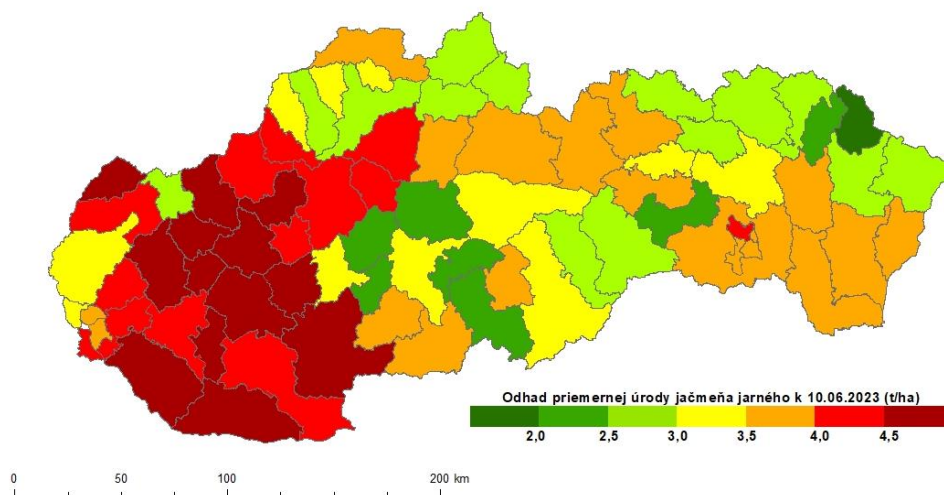 Odhad priemernej úrody jačmeňa jarného k 10.06.2023 (t/ha)
2,0 2,5 3,0 3,5 4,0 4,5
0 50 100 200 km